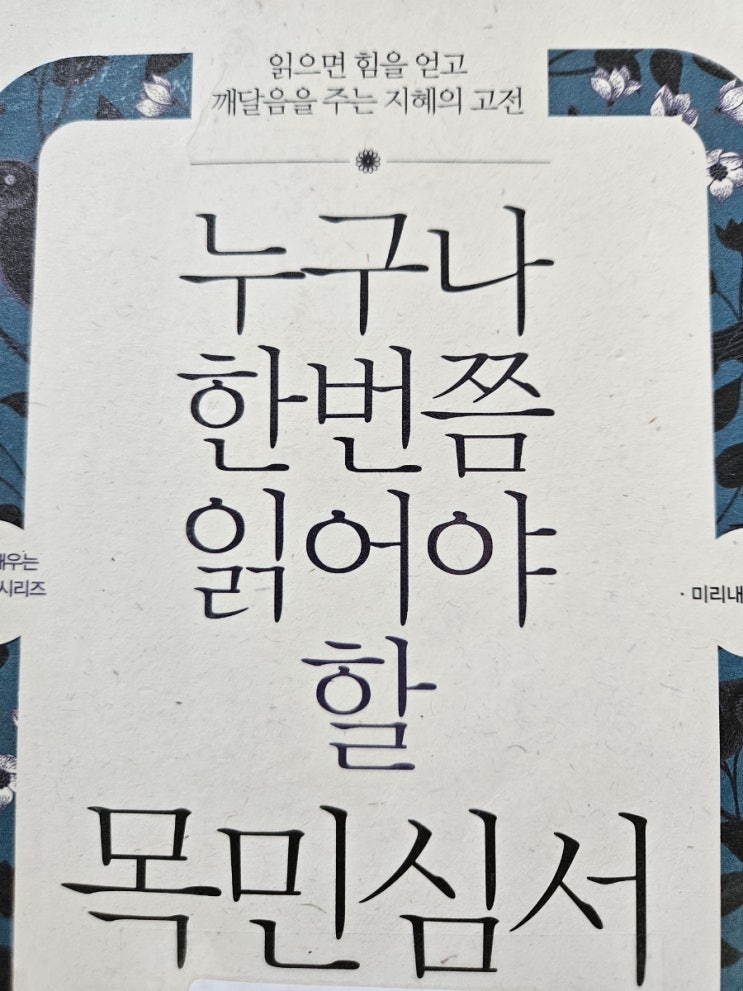 읽으면 힘을 얻고
깨달음을 주는 지혜의 고전
누구나
한번쯤
읽어야
할
목민심서
시리즈
· 미리내